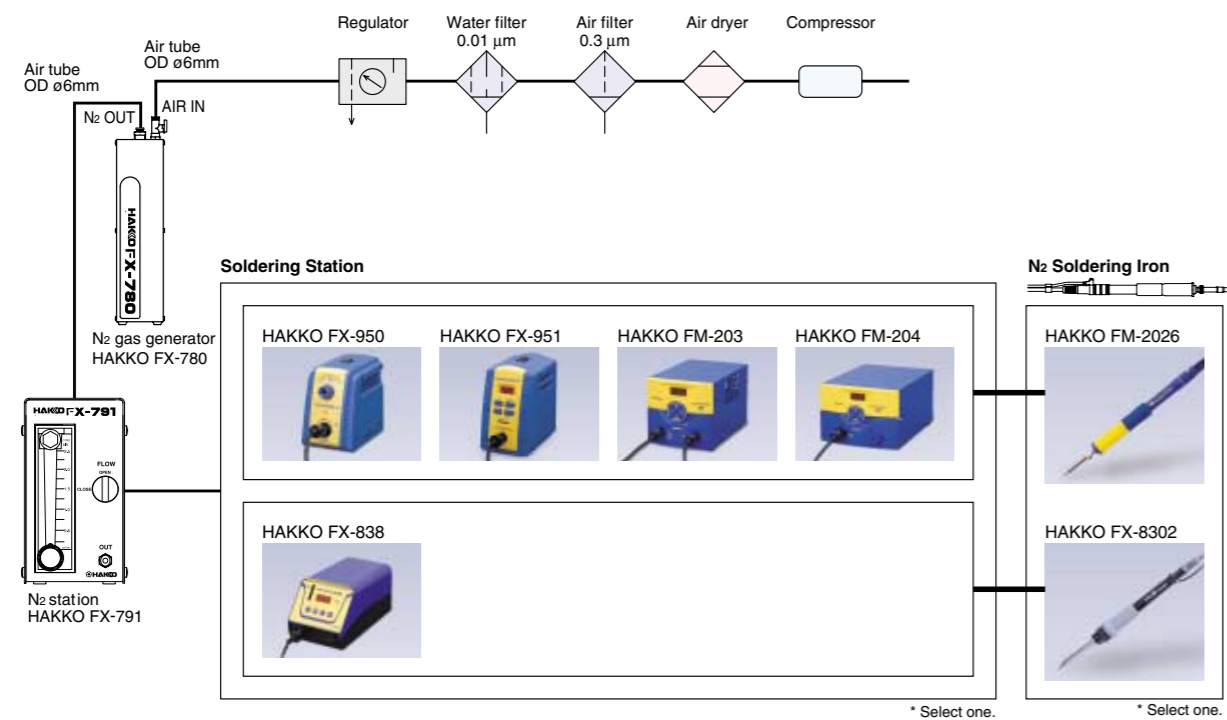 Regulator
Water filter
0.01 μm
Air filter
0.3 μm
Air dryer
Compressor
Air tube
OD ø6mm
Air tube
OD ø6mm
N2 OUT
AIR IN
HAKKO FX-780
N2 gas generator
HAKKO FX-780
Soldering Station
N2 Soldering Iron
HAKKO FX-950
HAKKO FX-951
HAKKO FM-203
HAKKO FM-204
HAKKO FM-2026
HAKKO FX-791
FLOW
OPEN
CLOSE
OUT
HAKKO
N2 station
HAKKO FX-791
HAKKO FX-838
HAKKO FX-8302
* Select one.
* Select one.